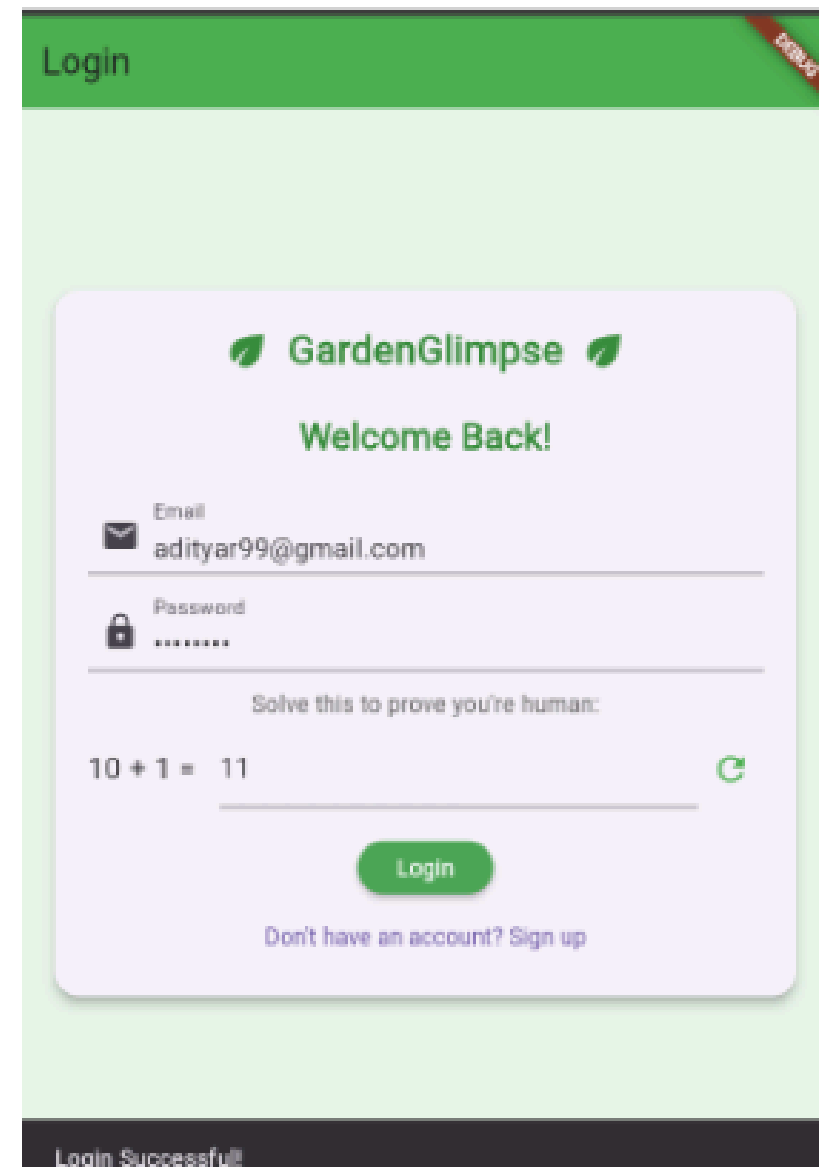 Login
DEBUG
GardenGlimpse
Welcome Back!
Email
adityar99@gmail.com
Password
••••••••
Solve this to prove you're human:
10 + 1 = 11
Login
Don't have an account? Sign up
Login Successful!